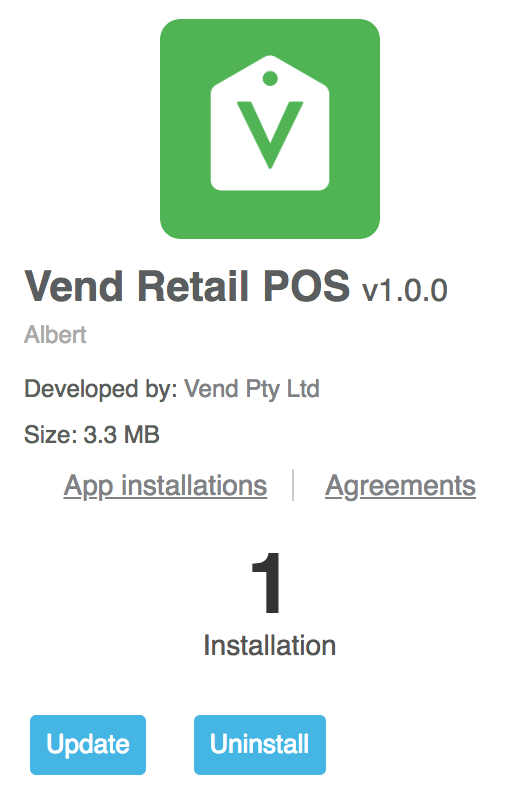 V
Vend Retail POS v1.0.0
Albert
Developed by: Vend Pty Ltd
Size: 3.3 MB
App installations | Agreements
1
Installation
Update Uninstall